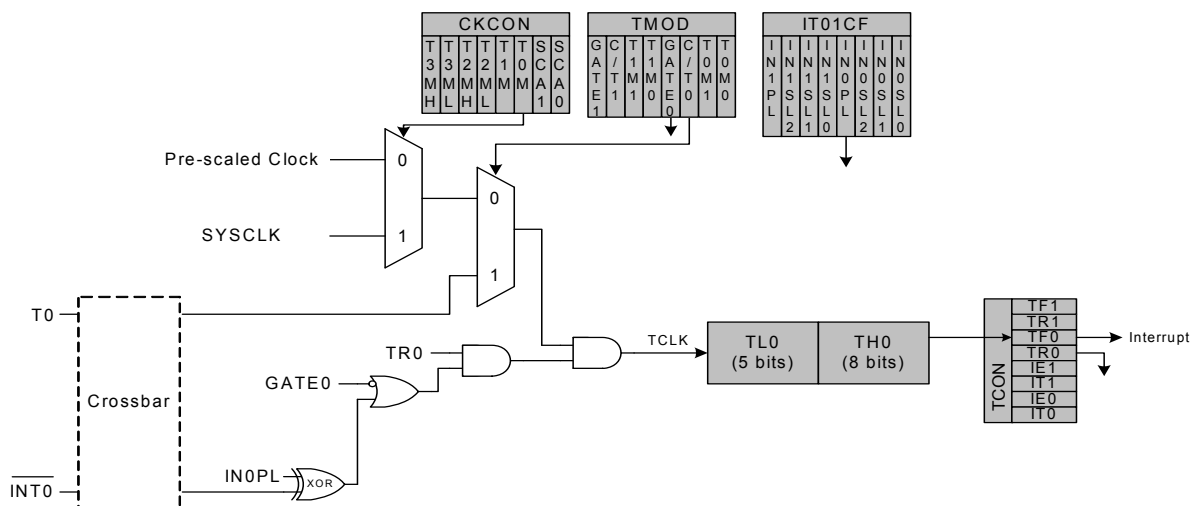 CKCON
T3MH T3ML T2MH T2ML T1M T0M SCA1 SCA0
TMOD
GATE1 C/T1 T1M1 T1M0 GATE0 C/T0 T0M1 T0M0
IT01CF
IN1PL IN1SL2 IN1SL1 IN1SL0 IN0PL IN0SL2 IN0SL1 IN0SL0
Pre-scaled Clock
0
SYSCLK
1
0
1
T0
Crossbar
INT0
TR0
GATE0
IN0PL
XOR
TCLK
TL0
(5 bits)
TH0
(8 bits)
TCON
TF1
TR1
TF0
TR0
IE1
IT1
IE0
IT0
Interrupt